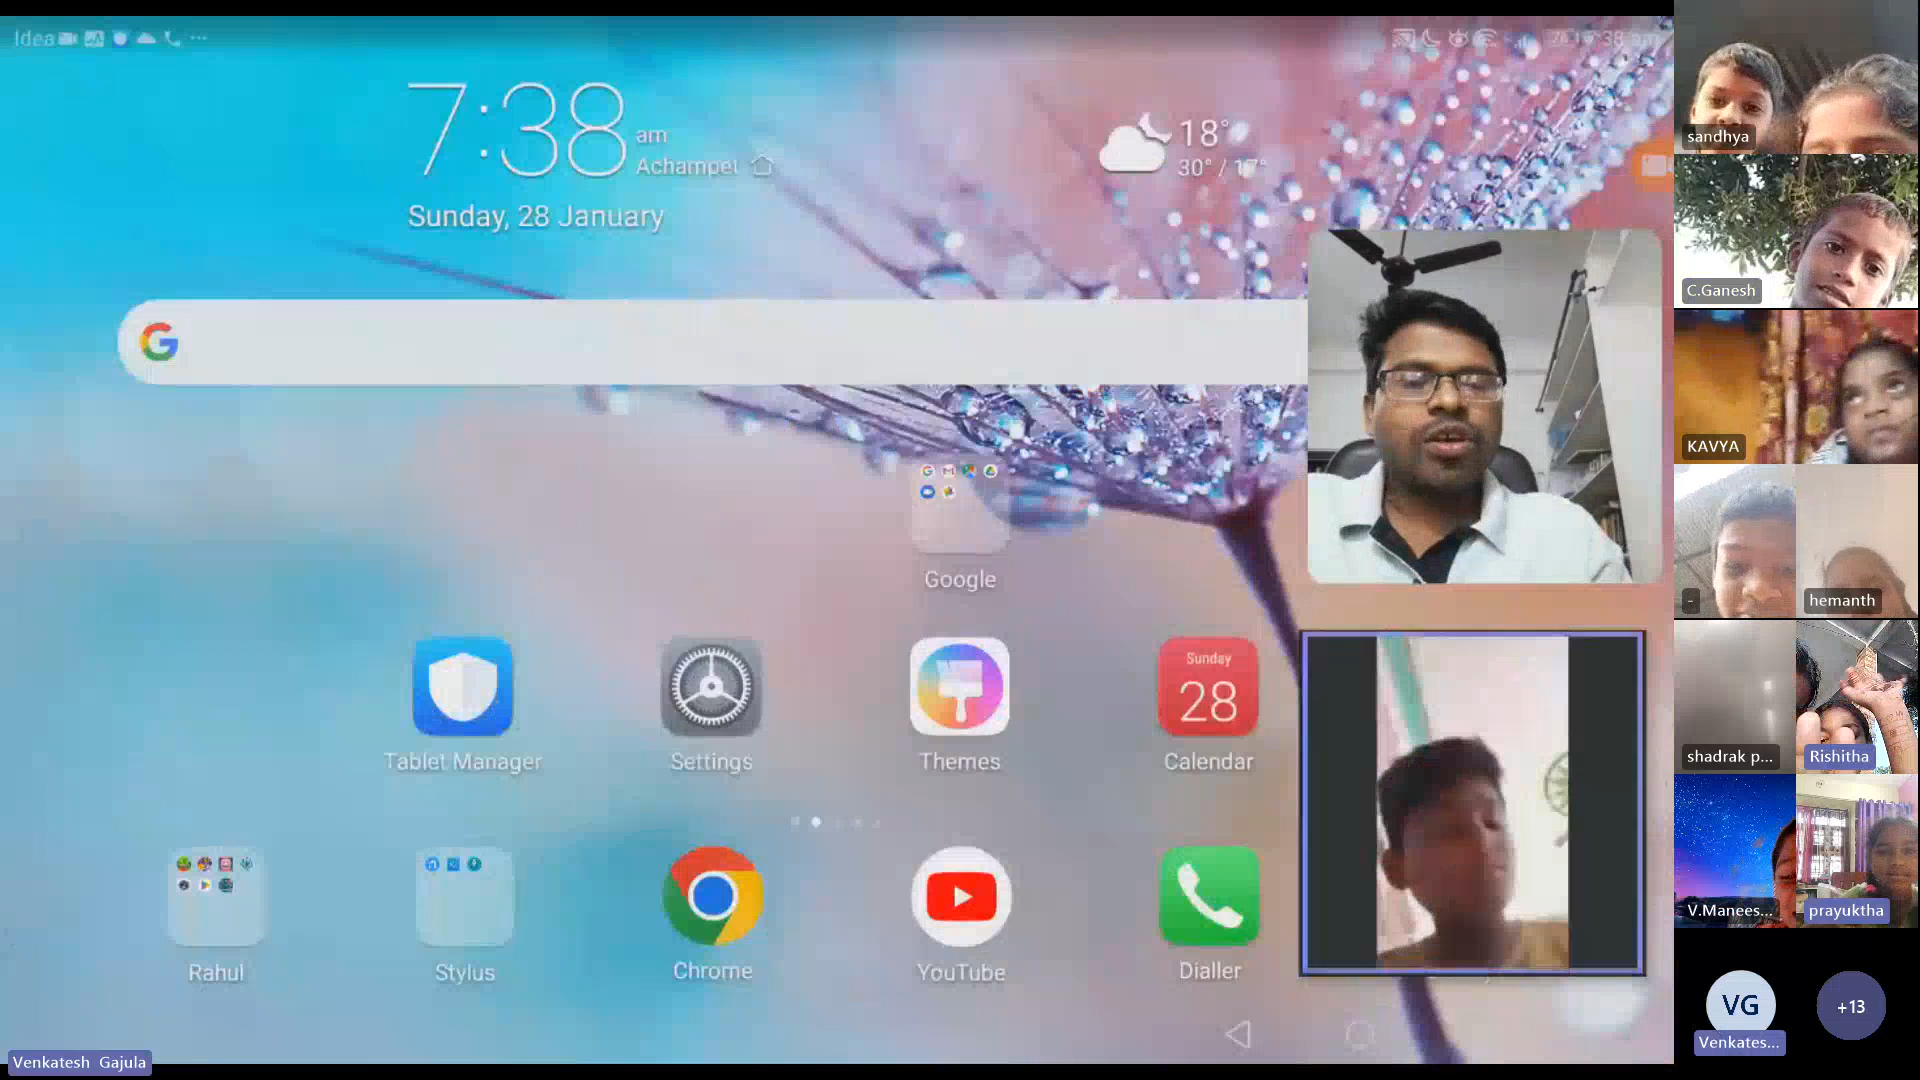 Idea
7:38 am
Achampet
Sunday, 28 January
18°
30° / 17°
Google
Tablet Manager
Settings
Themes
Sunday
28
Calendar
Rahul
Stylus
Chrome
YouTube
Dialler
Venkatesh Gajula
sandhya
C.Ganesh
KAVYA
-
hemanth
shadrak p...
Rishitha
V.Manees...
prayuktha
VG
+13
Venkates...